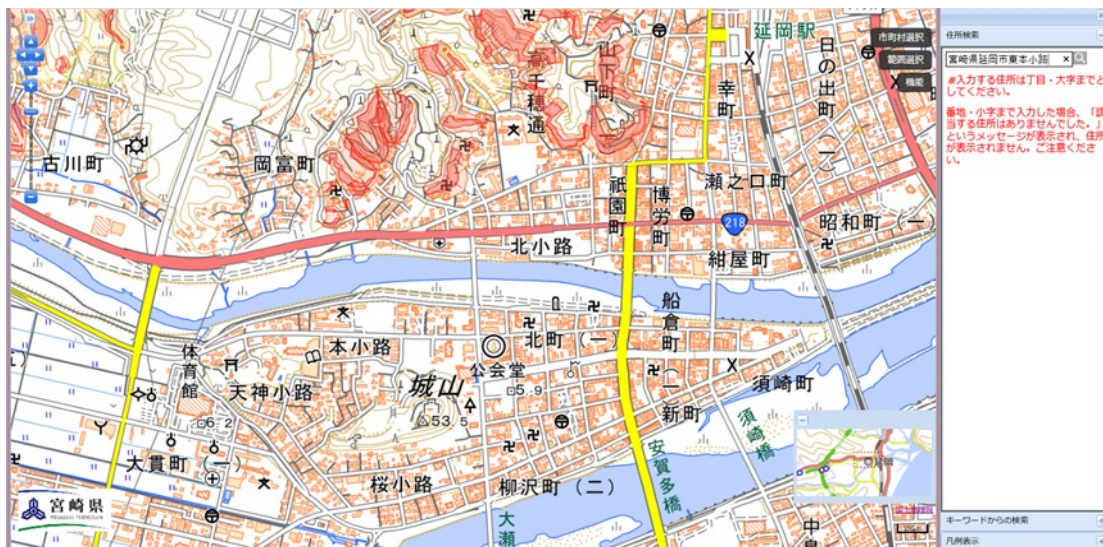 延岡駅
日の出町(一)
高千穂通
山下町
幸町
市町村選択
範囲選択
機能
古川町
岡富町
祇園町
博労町
瀬之口町
218
昭和町(一)
北小路
紺屋町
船倉町(一)
本小路
北町(一)
公会堂
体育館
天神小路
城山
53.5
5.9
6.2
須崎町
新町
須崎橋
安賀多橋
大貫町(一)
桜小路
柳沢町(二)
大瀬
宮崎県
住所検索
宮崎県延岡市東本小路
※入力する住所は丁目・大字までと
してください。
番地・小字まで入力した場合、「該
当する住所はありませんでした。」
というメッセージが表示され、住所
が表示されません。ご注意くださ
い。
キーワードからの検索
凡例表示